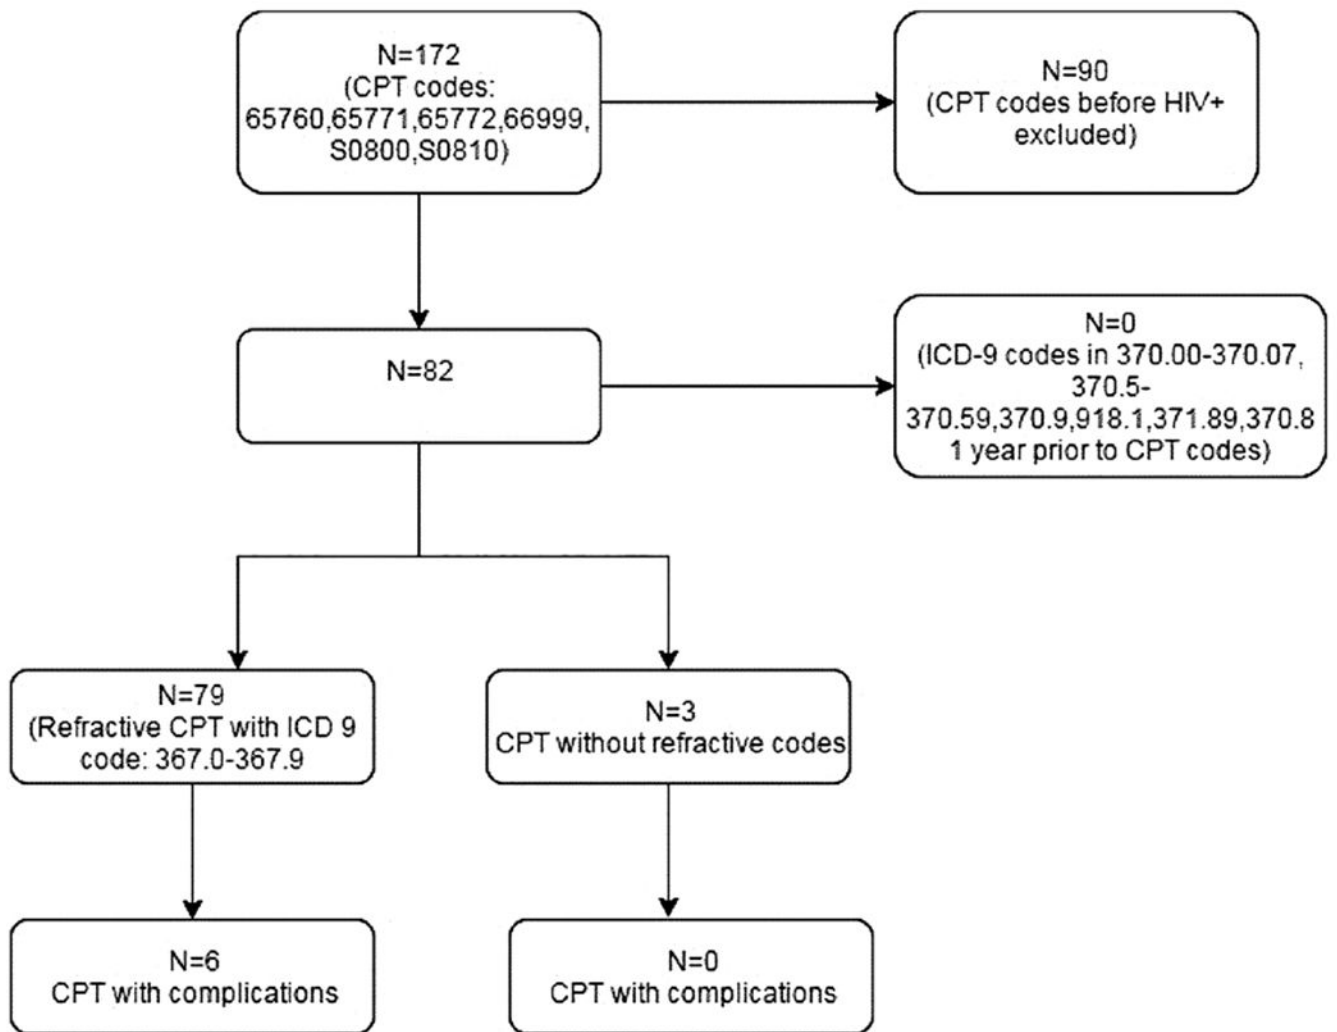 N=172
(CPT codes:
65760,65771,65772,66999,
S0800,S0810)
N=90
(CPT codes before HIV+
excluded)
N=82
N=0
(ICD-9 codes in 370.00-370.07,
370.5-
370.59,370.9,918.1,371.89,370.8
1 year prior to CPT codes)
N=79
(Refractive CPT with ICD 9
code: 367.0-367.9
N=3
CPT without refractive codes
N=6
CPT with complications
N=0
CPT with complications